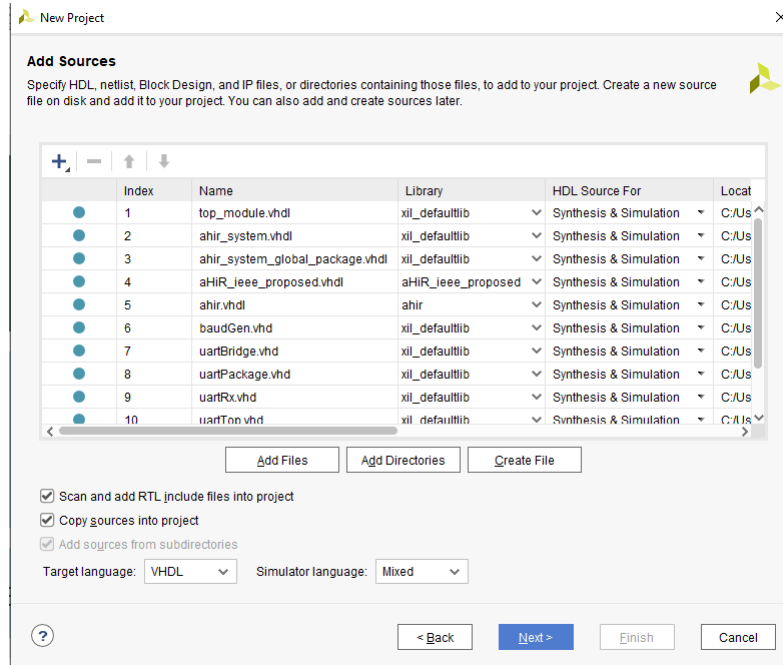 New Project
Add Sources
Specify HDL, netlist, Block Design, and IP files, or directories containing those files, to add to your project. Create a new source
file on disk and add it to your project. You can also add and create sources later.
Index Name Library HDL Source For Locat
1 top_module.vhdl xil_defaultlib Synthesis & Simulation C:/Us
2 ahir_system.vhdl xil_defaultlib Synthesis & Simulation C:/Us
3 ahir_system_global_package.vhdl xil_defaultlib Synthesis & Simulation C:/Us
4 aHiR_ieee_proposed.vhdl aHiR_ieee_proposed Synthesis & Simulation C:/Us
5 ahir.vhdl ahir Synthesis & Simulation C:/Us
6 baudGen.vhd xil_defaultlib Synthesis & Simulation C:/Us
7 uartBridge.vhd xil_defaultlib Synthesis & Simulation C:/Us
8 uartPackage.vhd xil_defaultlib Synthesis & Simulation C:/Us
9 uartRx.vhd xil_defaultlib Synthesis & Simulation C:/Us
10 uartTop.vhd xil_defaultlib Synthesis & Simulation C:/Us
Add Files Add Directories Create File
Scan and add RTL include files into project
Copy sources into project
Add sources from subdirectories
Target language: VHDL Simulator language: Mixed
? < Back Next > Finish Cancel